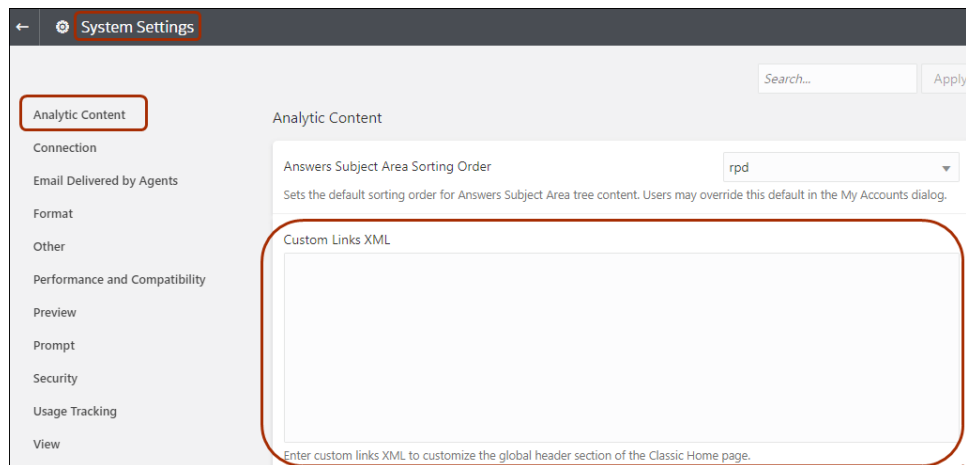 ← System Settings
Search... Apply
Analytic Content
Connection
Email Delivered by Agents
Format
Other
Performance and Compatibility
Preview
Prompt
Security
Usage Tracking
View
Analytic Content
Answers Subject Area Sorting Order rpd
Sets the default sorting order for Answers Subject Area tree content. Users may override this default in the My Accounts dialog.
Custom Links XML
Enter custom links XML to customize the global header section of the Classic Home page.